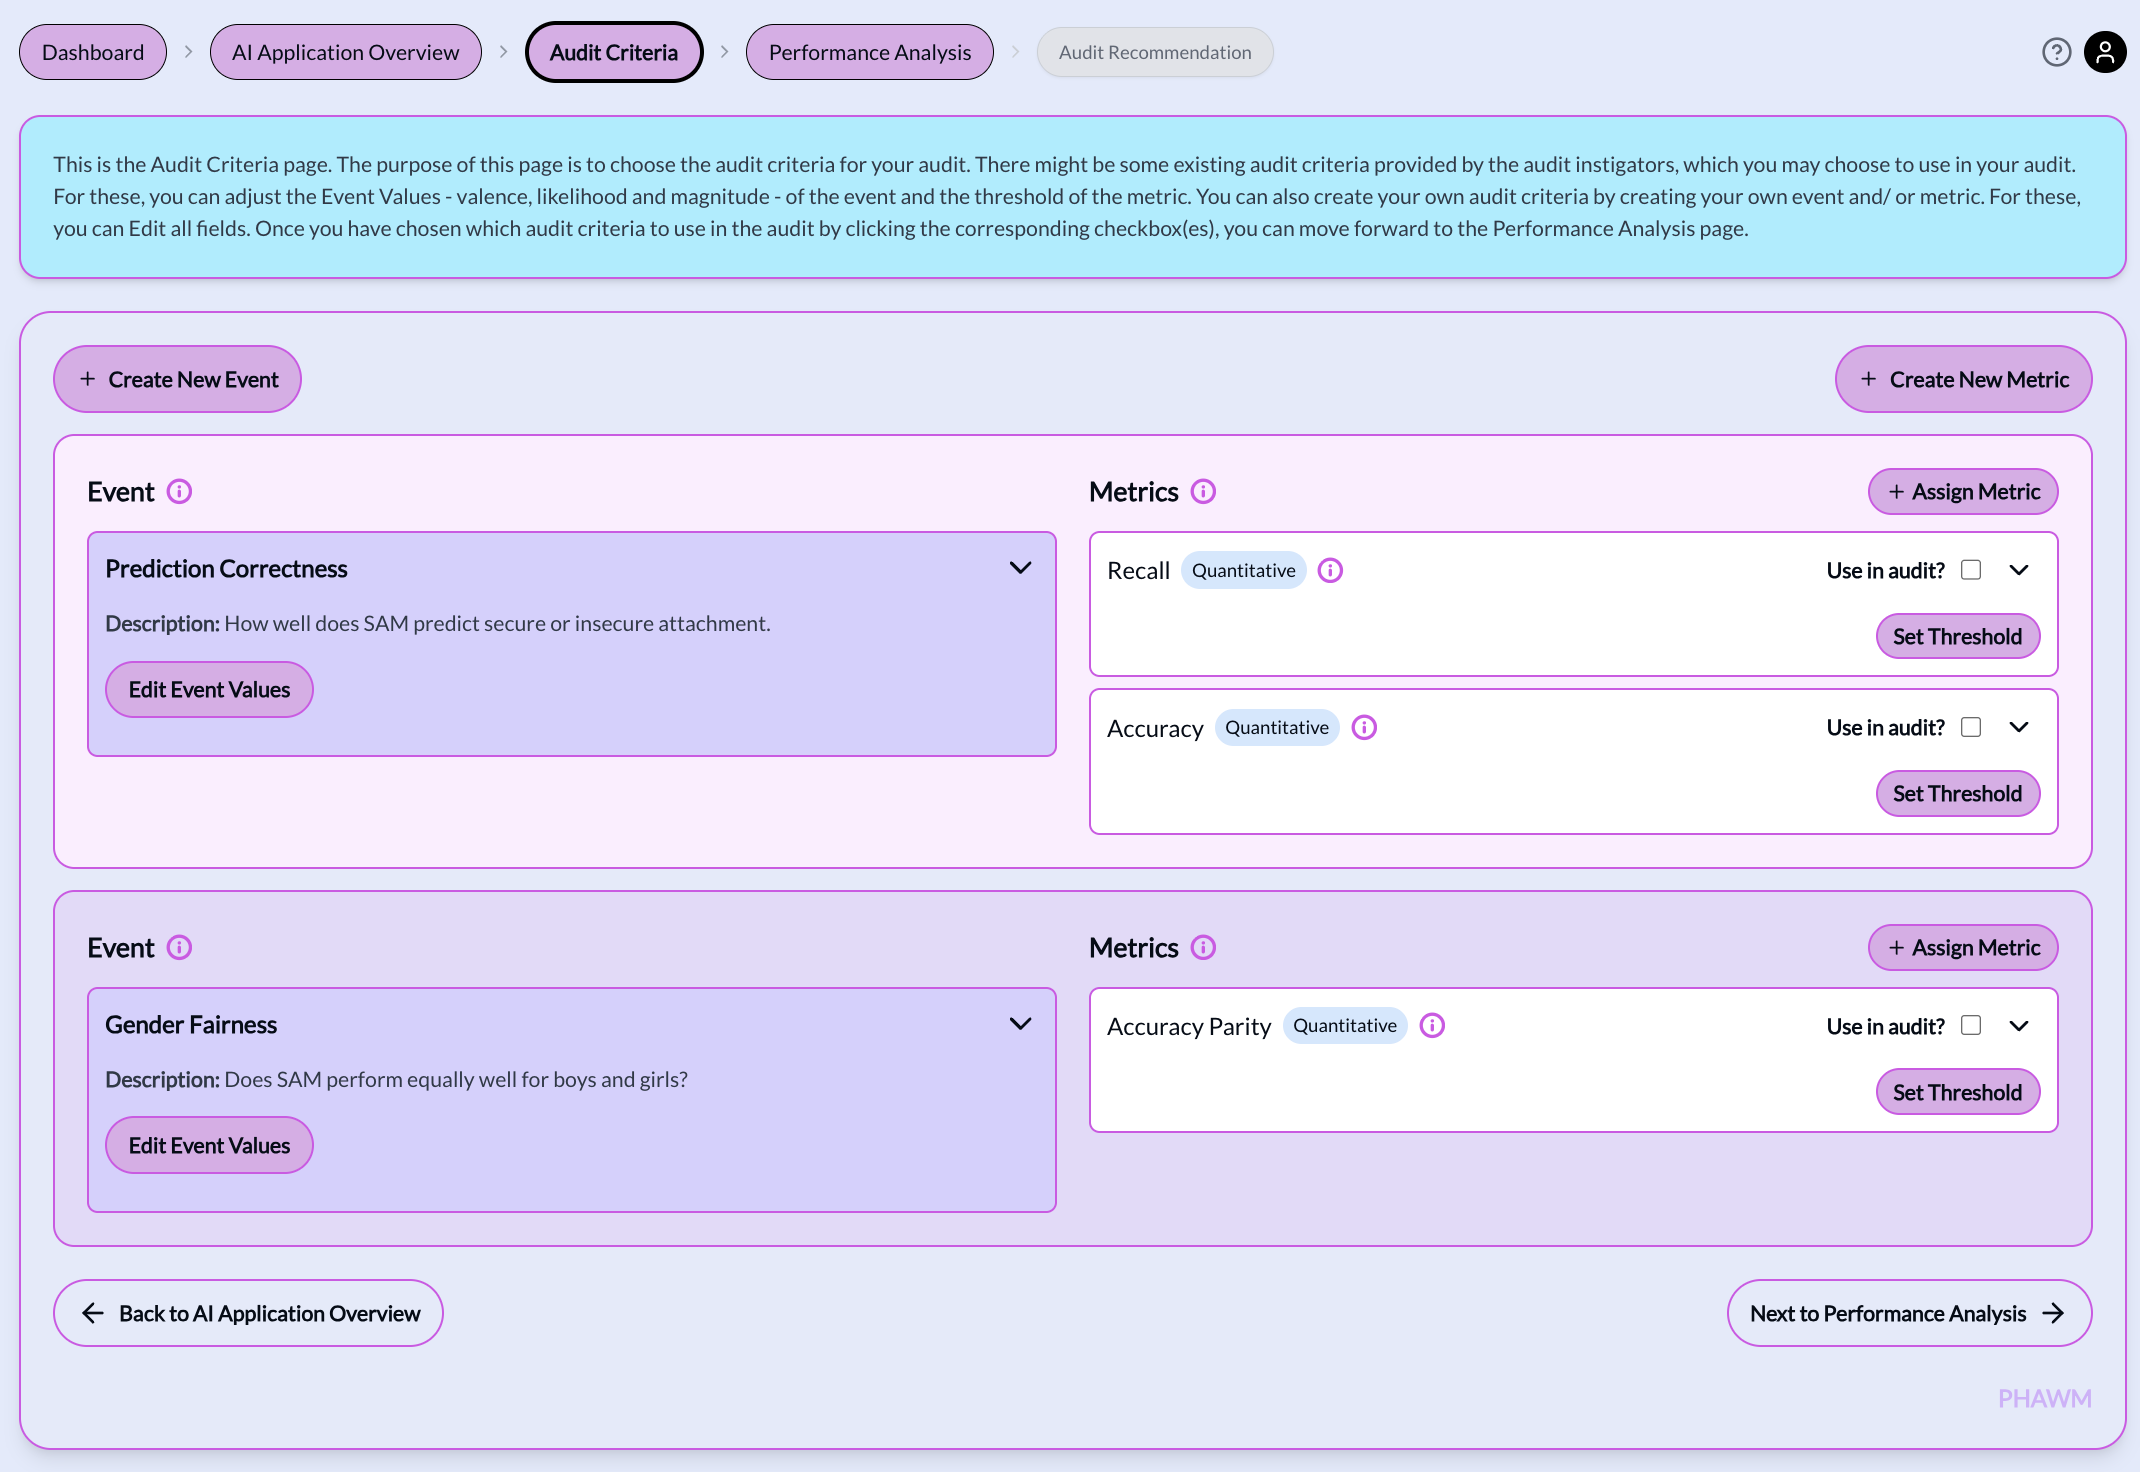 Dashboard
AI Application Overview
Audit Criteria
Performance Analysis
Audit Recommendation
This is the Audit Criteria page. The purpose of this page is to choose the audit criteria for your audit. There might be some existing audit criteria provided by the audit instigators, which you may choose to use in your audit.
For these, you can adjust the Event Values - valence, likelihood and magnitude - of the event and the threshold of the metric. You can also create your own audit criteria by creating your own event and/ or metric. For these,
you can Edit all fields. Once you have chosen which audit criteria to use in the audit by clicking the corresponding checkbox(es), you can move forward to the Performance Analysis page.
+ Create New Event
+ Create New Metric
Event
Prediction Correctness
Description: How well does SAM predict secure or insecure attachment.
Edit Event Values
Metrics
+ Assign Metric
Recall Quantitative
Use in audit?
Set Threshold
Accuracy Quantitative
Use in audit?
Set Threshold
Event
Gender Fairness
Description: Does SAM perform equally well for boys and girls?
Edit Event Values
Metrics
+ Assign Metric
Accuracy Parity Quantitative
Use in audit?
Set Threshold
Back to AI Application Overview
Next to Performance Analysis
PHAWM